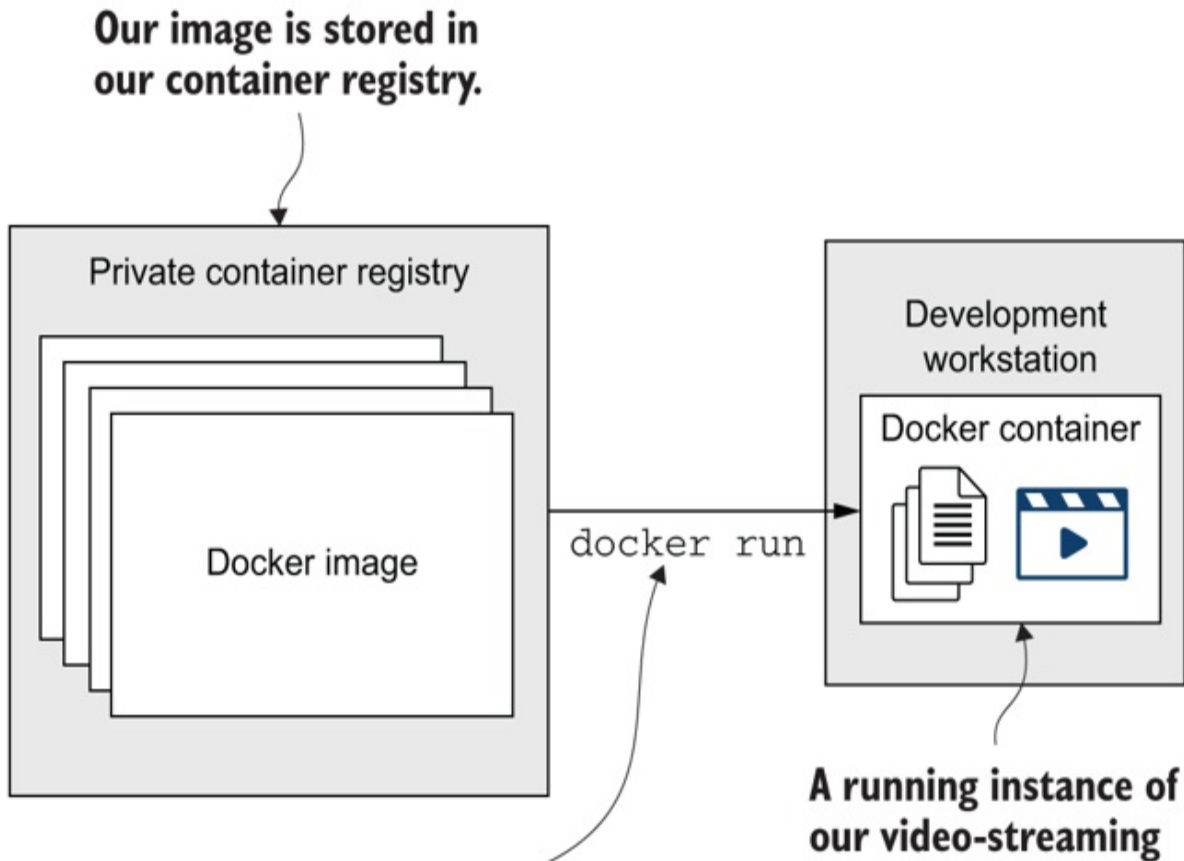 Our image is stored in
our container registry.
Private container registry
Docker image
docker run
Development
workstation
Docker container
A running instance of
our video-streaming